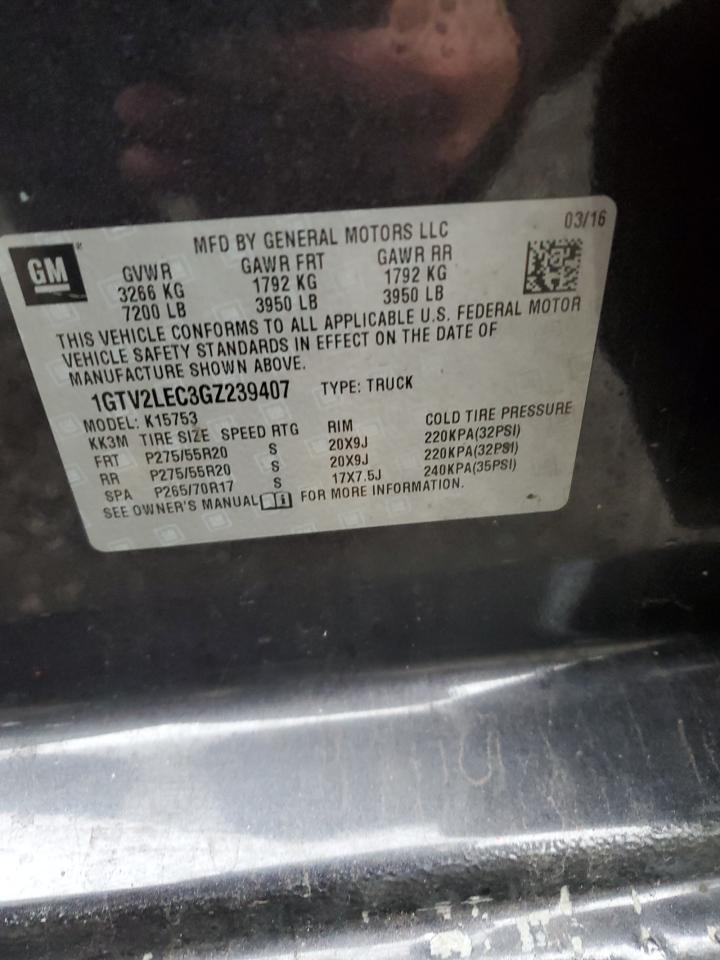 03/16
MFD BY GENERAL MOTORS LLC
GM
GVWR GAWR FRT GAWR RR
3266 KG 1792 KG 1792 KG
7200 LB 3950 LB 3950 LB
THIS VEHICLE CONFORMS TO ALL APPLICABLE U.S. FEDERAL MOTOR
VEHICLE SAFETY STANDARDS IN EFFECT ON THE DATE OF
MANUFACTURE SHOWN ABOVE.
1GTV2LEC3GZ239407 TYPE: TRUCK
MODEL: K15753
KK3M TIRE SIZE SPEED RTG RIM COLD TIRE PRESSURE
FRT P275/55R20 S 20X9J 220KPA(32PSI)
RR P275/55R20 S 20X9J 220KPA(32PSI)
SPA P265/70R17 S 17X7.5J 240KPA(35PSI)
SEE OWNER'S MANUAL FOR MORE INFORMATION.